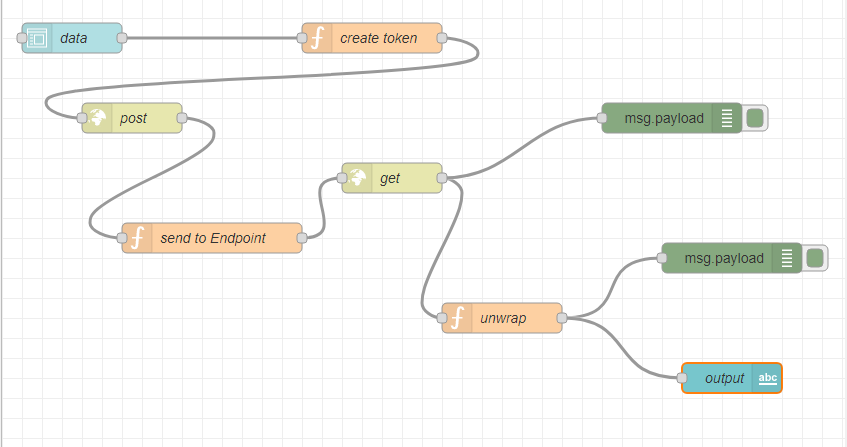 data
create token
post
msg.payload
get
send to Endpoint
msg.payload
unwrap
output
abc